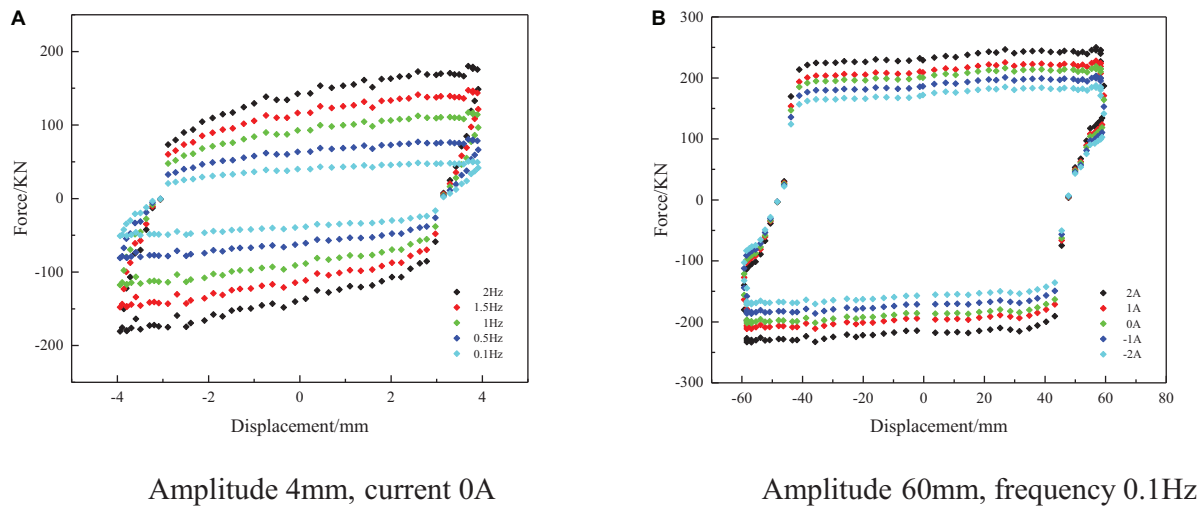 A
Force/KN
200
100
0
-100
-200
2Hz
1.5Hz
1Hz
0.5Hz
0.1Hz
-4 -2 0 2 4
Displacement/mm
Amplitude 4mm, current 0A
B
Force/KN
300
200
100
0
-100
-200
-300
2A
1A
0A
-1A
-2A
-60 -40 -20 0 20 40 60 80
Displacement/mm
Amplitude 60mm, frequency 0.1Hz